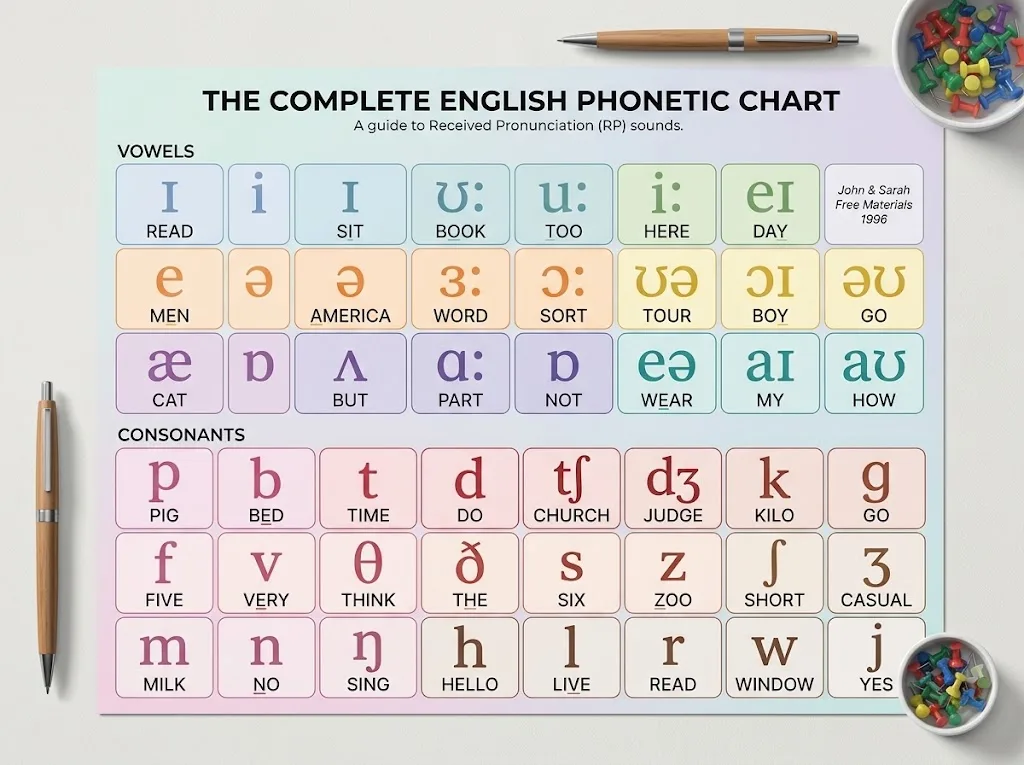 THE COMPLETE ENGLISH PHONETIC CHART
A guide to Received Pronunciation (RP) sounds.
VOWELS
ɪ i ɪ ʊ: u: i: eɪ
READ SIT BOOK TOO HERE DAY
John & Sarah
Free Materials
1996
e ə ə ɜ: ɔ: ʊə ɔɪ əʊ
MEN AMERICA WORD SORT TOUR BOY GO
æ ɒ ʌ ɑ: ɒ eə aɪ aʊ
CAT BUT PART NOT WEAR MY HOW
CONSONANTS
p b t d tʃ dʒ k g
PIG BED TIME DO CHURCH JUDGE KILO GO
f v θ ð s z ʃ ʒ
FIVE VERY THINK THE SIX ZOO SHORT CASUAL
m n ŋ h l r w j
MILK NO SING HELLO LIVE READ WINDOW YES